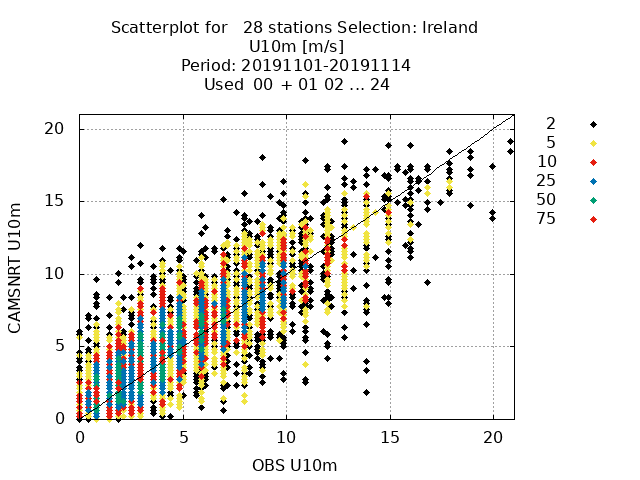 Scatterplot for 28 stations Selection: Ireland
U10m [m/s]
Period: 20191101-20191114
Used 00 + 01 02 ... 24
20
15
10
5
0
0 5 10 15 20
CAMSNRT U10m
OBS U10m
2
5
10
25
50
75